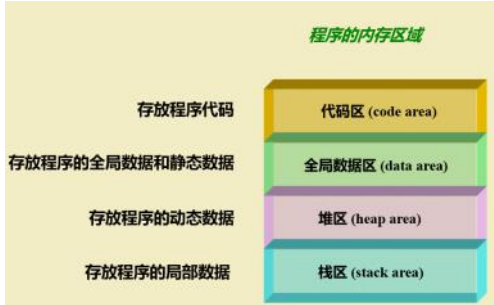 程序的内存区域
存放程序代码
代码区 (code area)
存放程序的全局数据和静态数据
全局数据区 (data area)
存放程序的动态数据
堆区 (heap area)
存放程序的局部数据
栈区 (stack area)